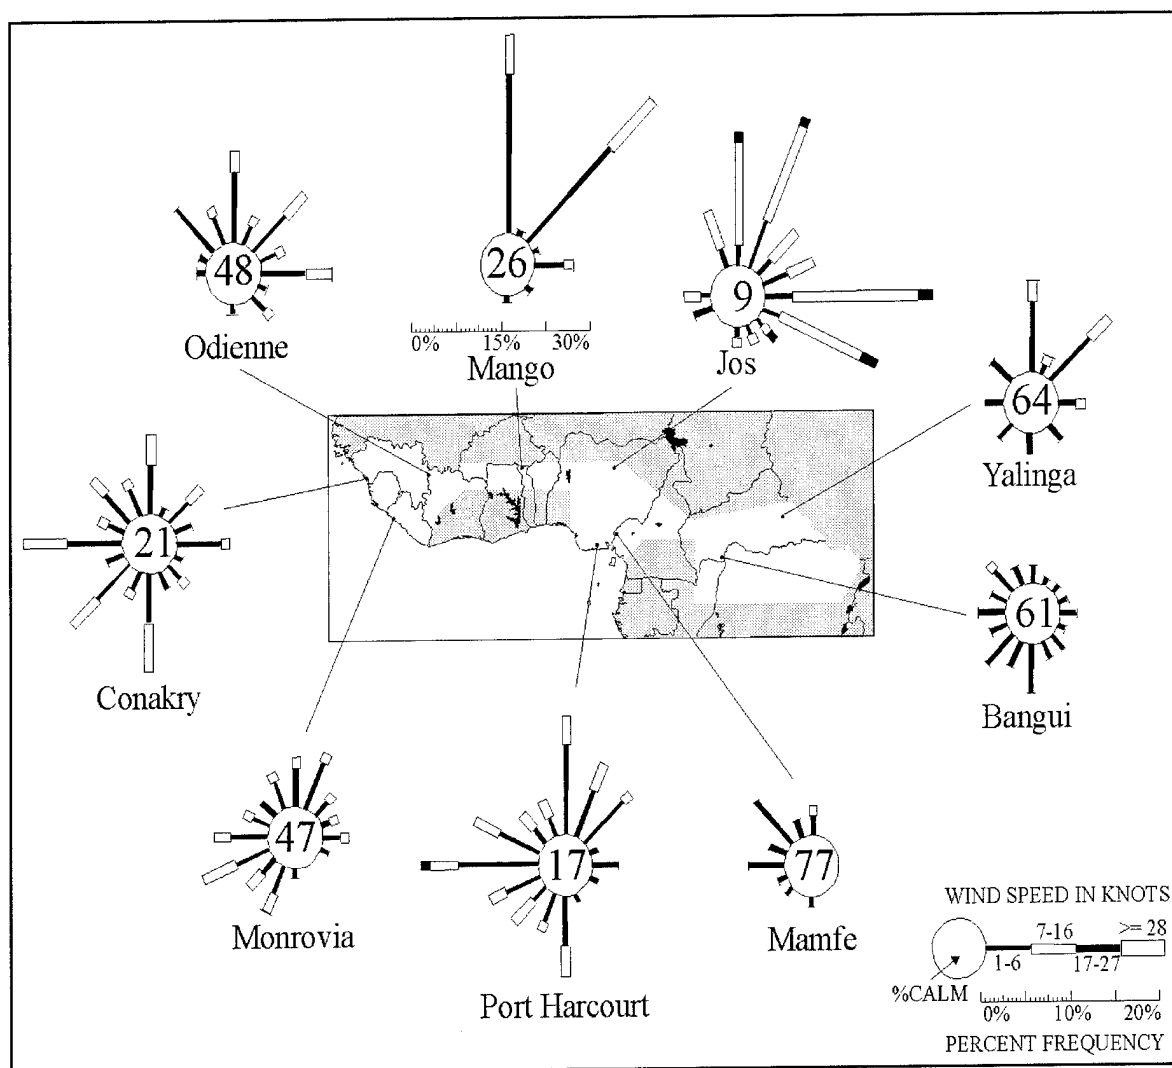 48
Odienne
26
0% 15% 30%
Mango
9
Jos
64
Yalinga
21
Conakry
61
Bangui
47
Monrovia
17
Port Harcourt
77
Mamfe
WIND SPEED IN KNOTS
7-16 >= 28
1-6 17-27
%CALM
0% 10% 20%
PERCENT FREQUENCY